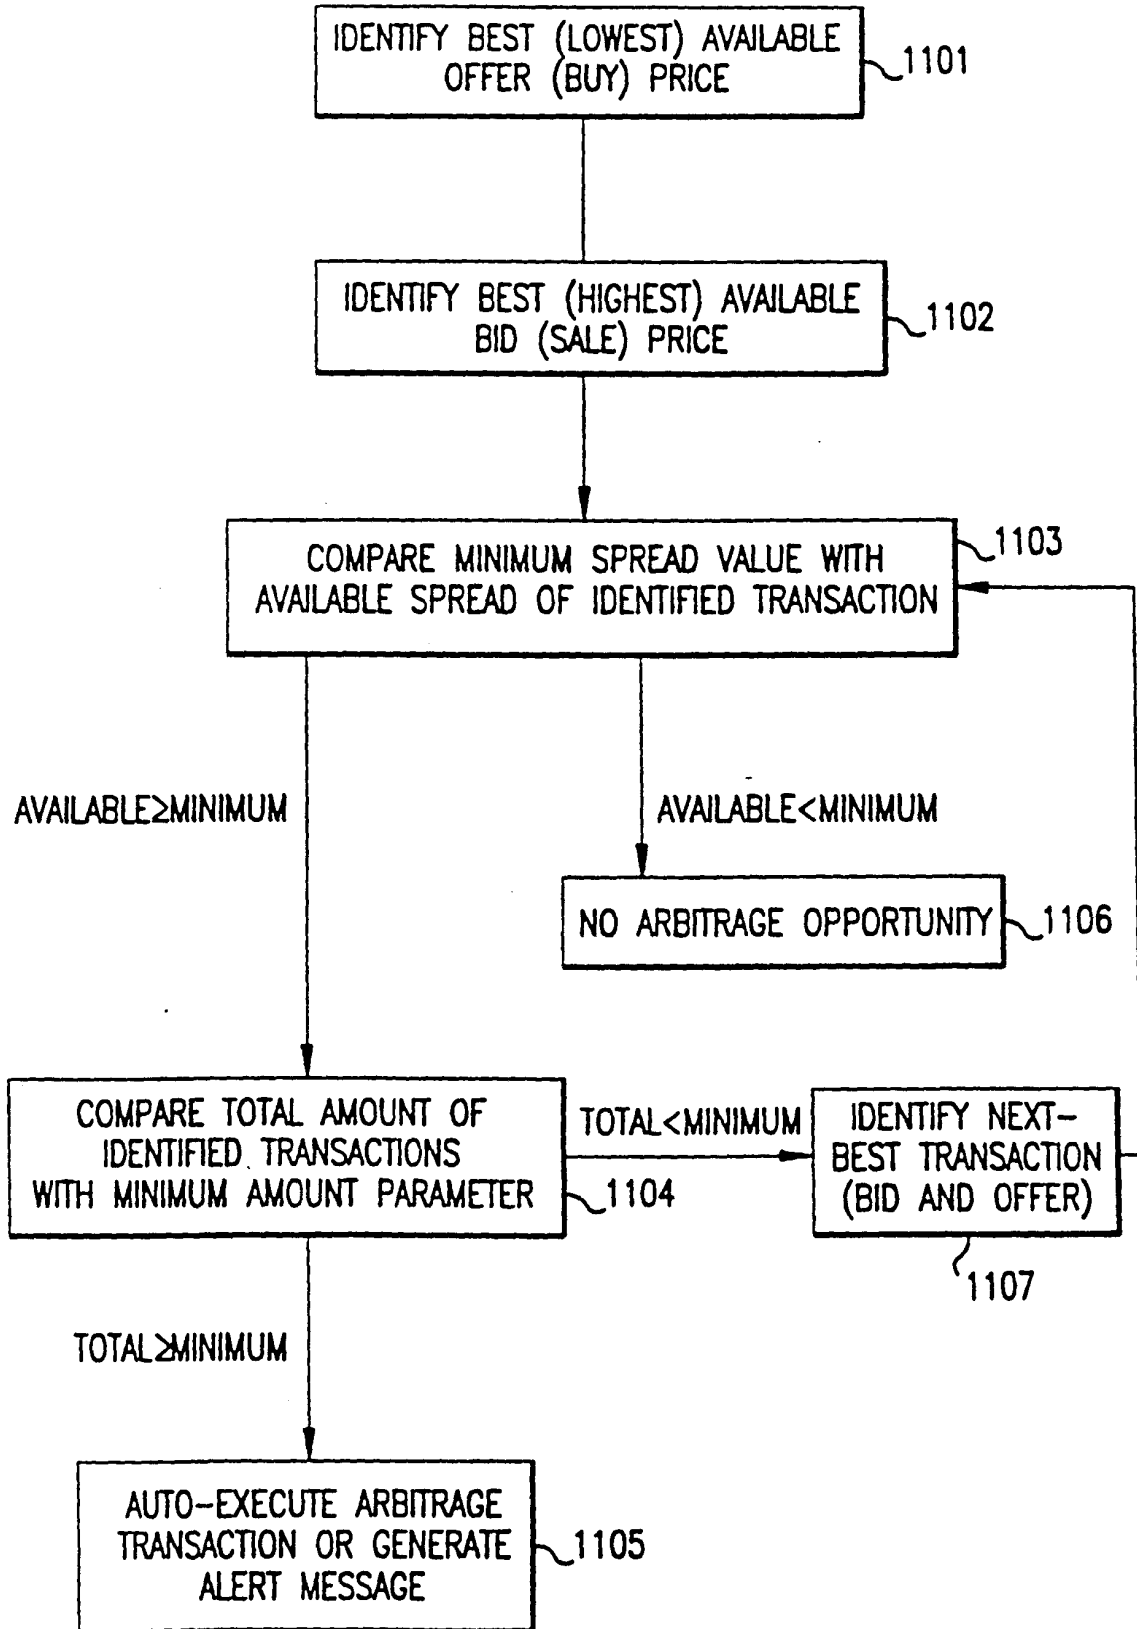 IDENTIFY BEST (LOWEST) AVAILABLE
OFFER (BUY) PRICE
1101
IDENTIFY BEST (HIGHEST) AVAILABLE
BID (SALE) PRICE
1102
COMPARE MINIMUM SPREAD VALUE WITH
AVAILABLE SPREAD OF IDENTIFIED TRANSACTION
1103
AVAILABLE≥MINIMUM
AVAILABLE<MINIMUM
NO ARBITRAGE OPPORTUNITY
1106
COMPARE TOTAL AMOUNT OF
IDENTIFIED TRANSACTIONS
WITH MINIMUM AMOUNT PARAMETER
1104
TOTAL<MINIMUM
IDENTIFY NEXT-
BEST TRANSACTION
(BID AND OFFER)
1107
TOTAL≥MINIMUM
AUTO-EXECUTE ARBITRAGE
TRANSACTION OR GENERATE
ALERT MESSAGE
1105